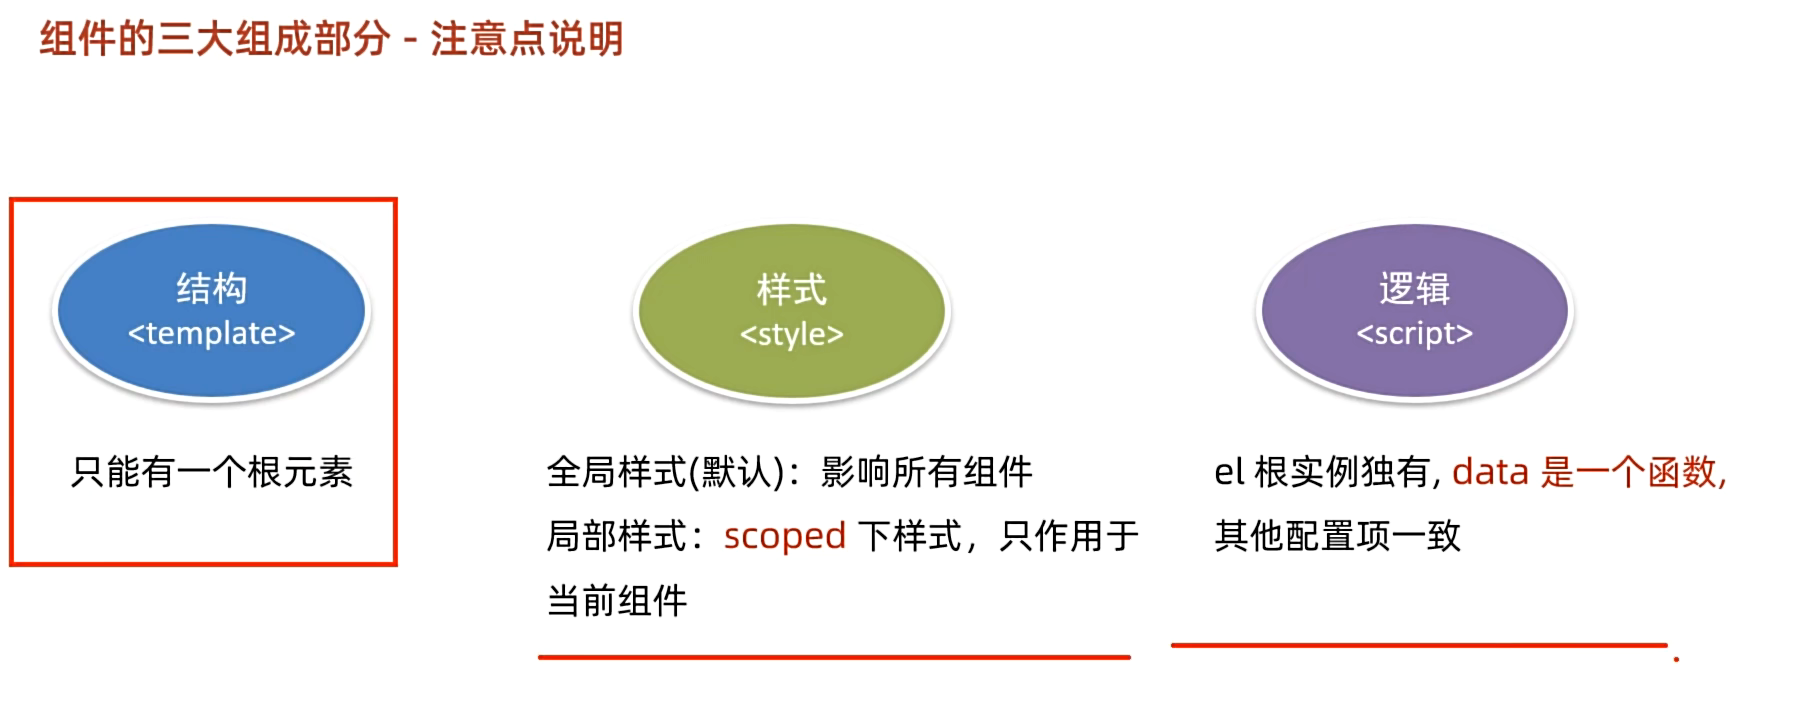 组件的三大组成部分 - 注意点说明
结构
<template>
只能有一个根元素
样式
<style>
全局样式(默认)：影响所有组件
局部样式：scoped 下样式，只作用于
当前组件
逻辑
<script>
el 根实例独有, data 是一个函数,
其他配置项一致